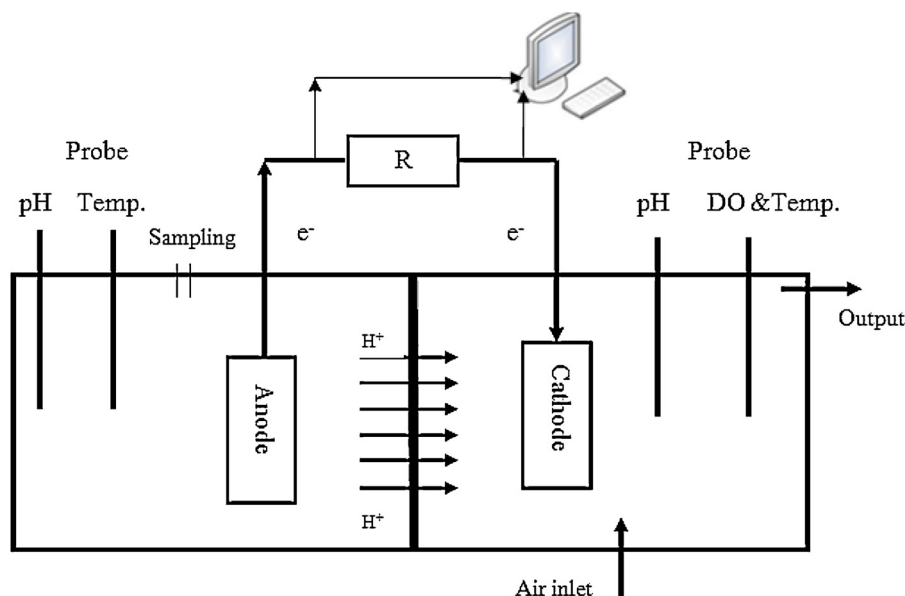 Probe
pH Temp.
Sampling
e-
R
e-
Probe
pH DO &Temp.
Output
H+
Anode
Cathode
H+
Air inlet